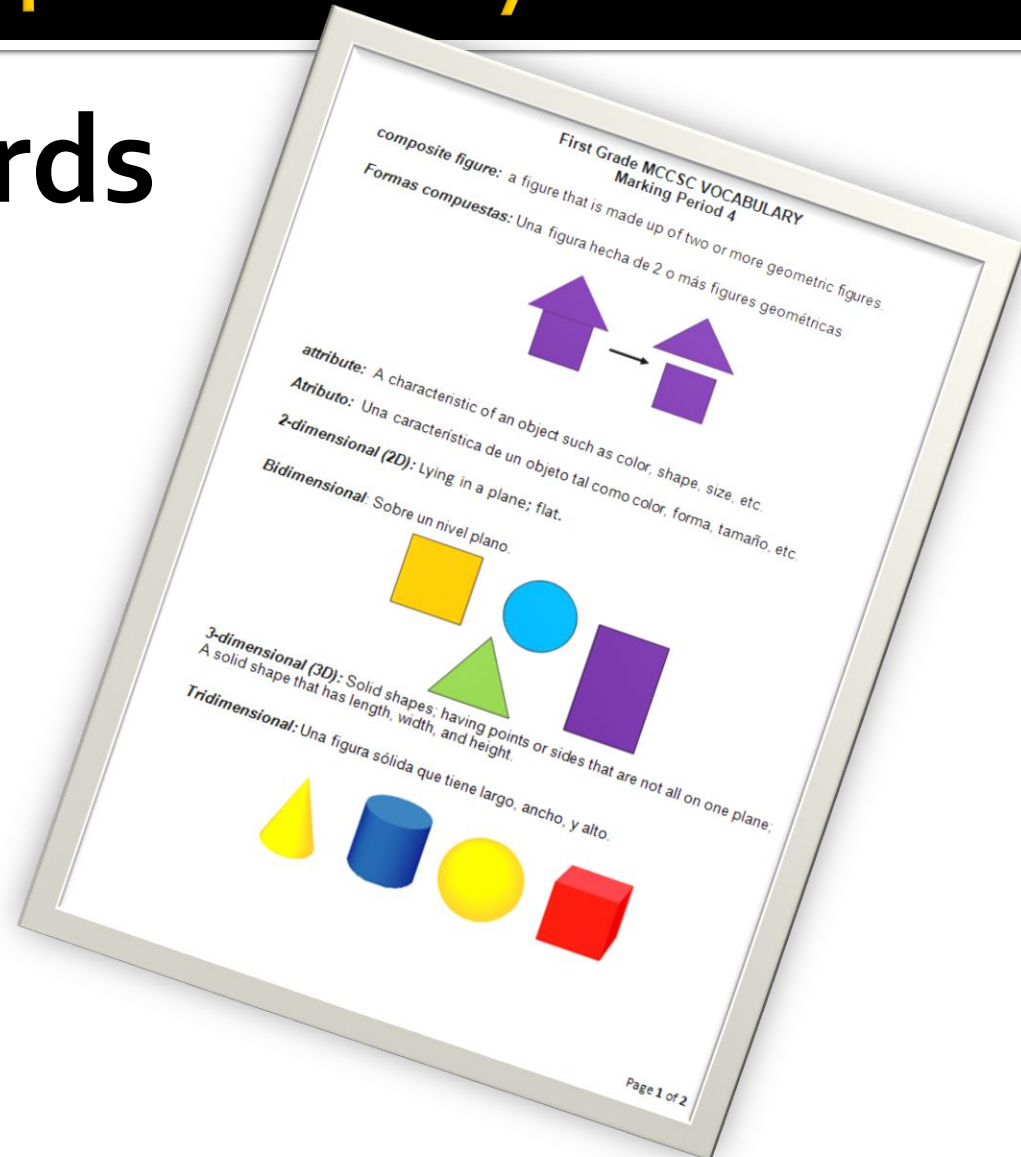 rds
First Grade MCCSC VOCABULARY
Marking Period 4
composite figure: a figure that is made up of two or more geometric figures.
Formas compuestas: Una figura hecha de 2 o más figures geométricas.
attribute: A characteristic of an object such as color, shape, size, etc.
Atributo: Una característica de un objeto tal como color, forma, tamaño, etc.
2-dimensional (2D): Lying in a plane; flat.
Bidimensional: Sobre un nivel plano.
3-dimensional (3D): Solid shapes; having points or sides that are not all on one plane;
A solid shape that has length, width, and height.
Tridimensional: Una figura sólida que tiene largo, ancho, y alto.
Page 1 of 2